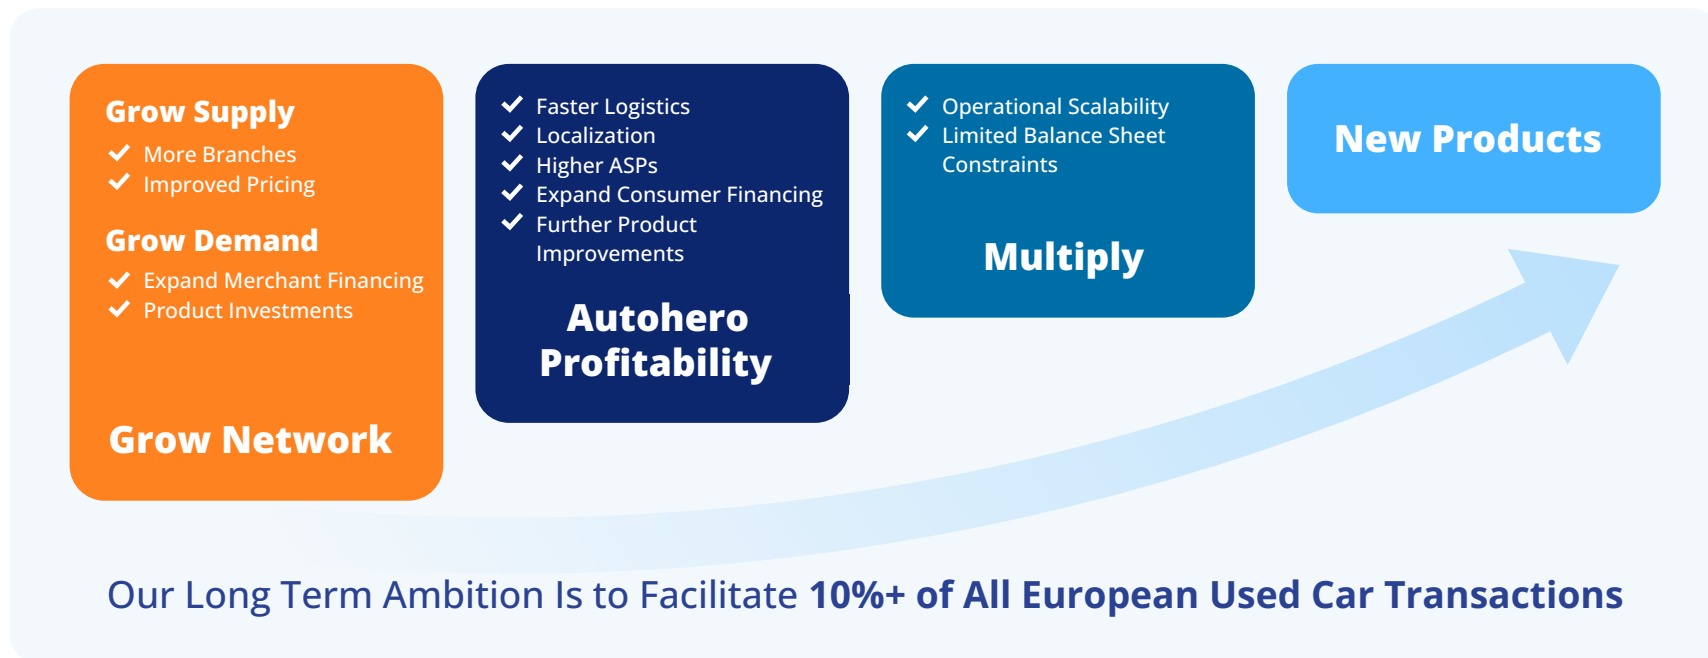 Grow Supply
More Branches
Improved Pricing
Grow Demand
Expand Merchant Financing
Product Investments
Grow Network
Faster Logistics
Localization
Higher ASPs
Expand Consumer Financing
Further Product
Improvements
Autohero
Profitability
Operational Scalability
Limited Balance Sheet
Constraints
Multiply
New Products
Our Long Term Ambition Is to Facilitate 10%+ of All European Used Car Transactions